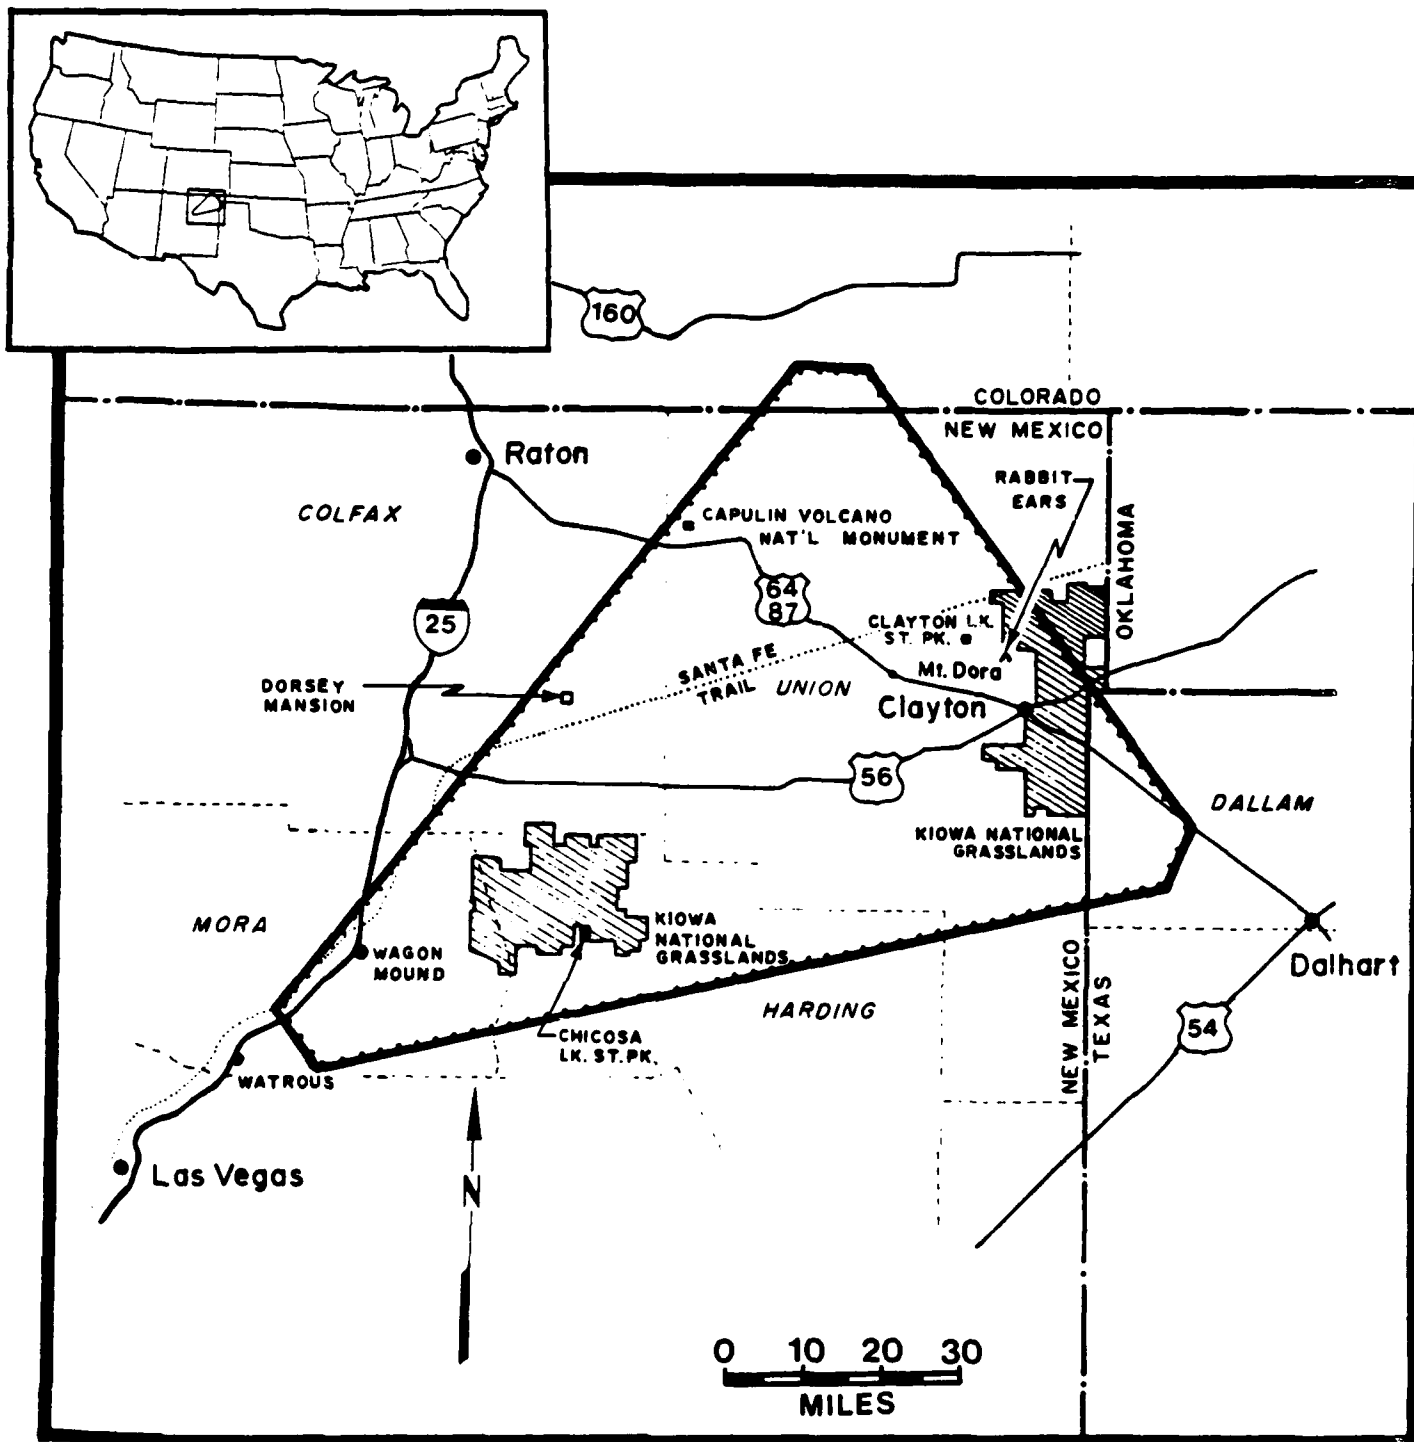 160
COLORADO
NEW MEXICO
Raton
RABBIT
EARS
COLFAX
CAPULIN VOLCANO
NAT'L MONUMENT
OKLAHOMA
64
87
25
CLAYTON LK.
ST. PK.
SANTA FE
TRAIL
Mt. Dora
DORSEY
MANSION
UNION
Clayton
56
DALLAM
KIOWA NATIONAL
GRASSLANDS
MORA
KIOWA
NATIONAL
GRASSLANDS
WAGON
MOUND
Dalhart
HARDING
NEW MEXICO
TEXAS
54
CHICOSA
LK. ST. PK.
WATROUS
Las Vegas
N
0 10 20 30
MILES